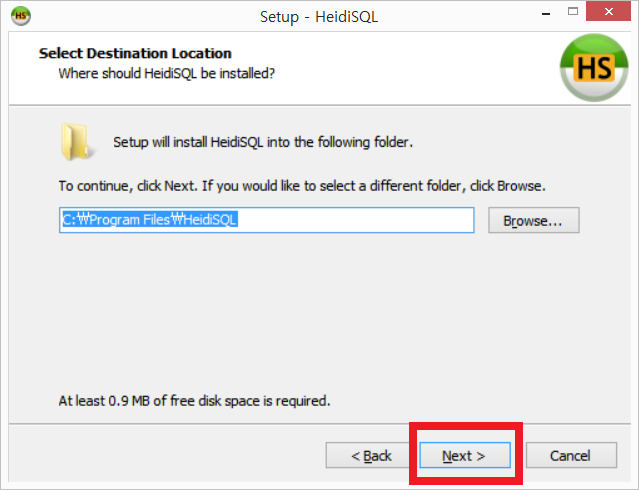 HS
Setup - HeidiSQL
Select Destination Location
Where should HeidiSQL be installed?
HS
Setup will install HeidiSQL into the following folder.
To continue, click Next. If you would like to select a different folder, click Browse.
C:₩Program Files₩HeidiSQL
Browse...
At least 0.9 MB of free disk space is required.
< Back
Next >
Cancel